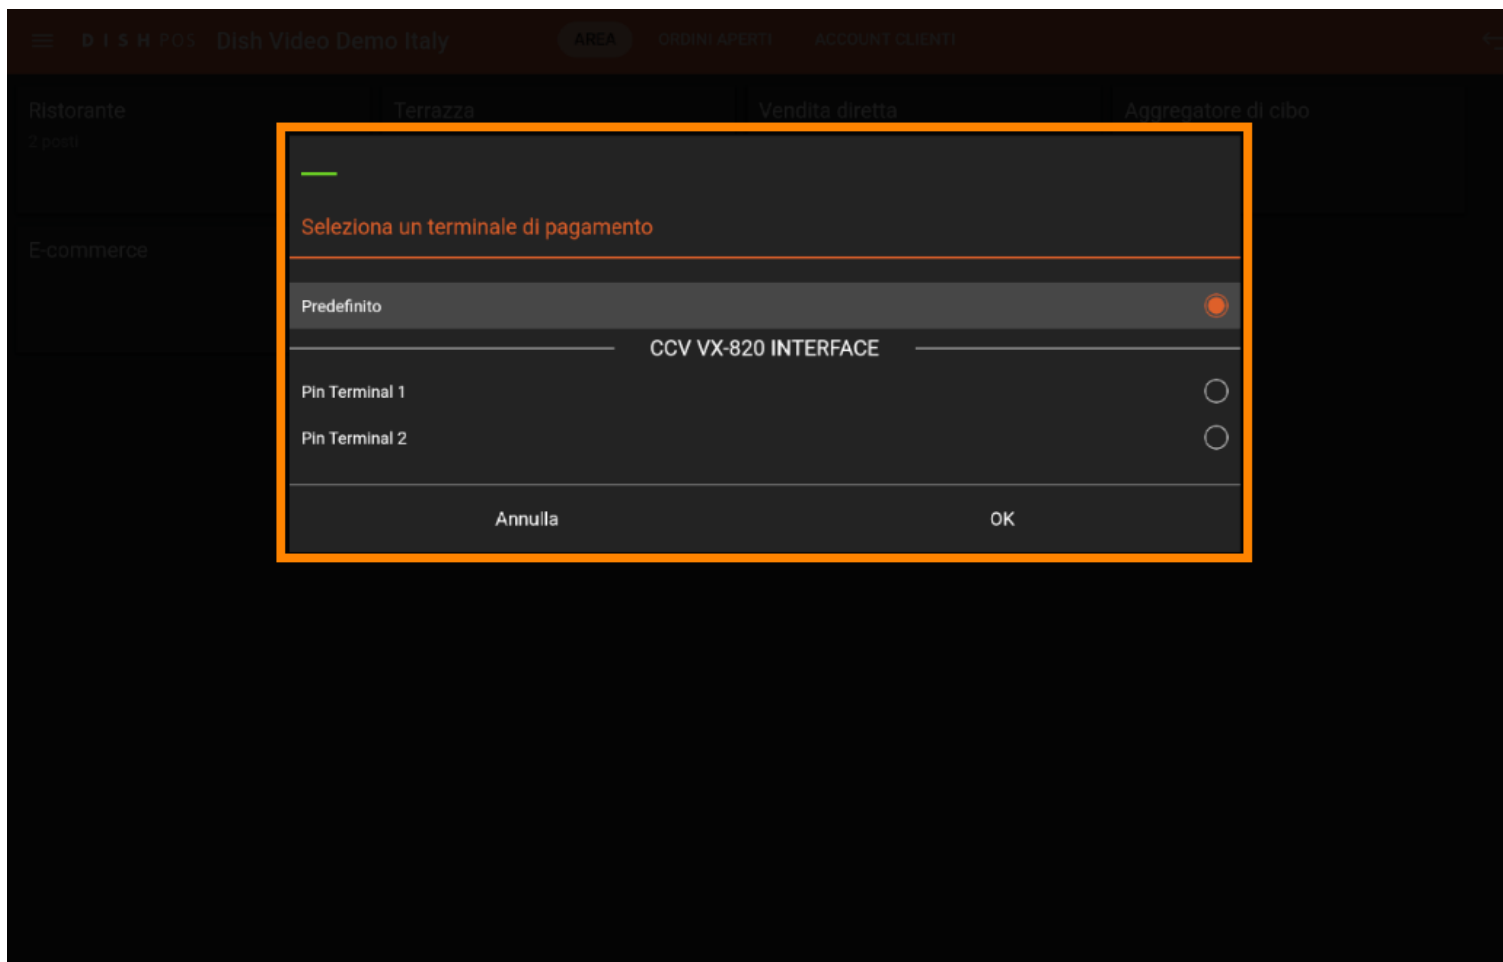 DISH POS Dish Video Demo Italy AREA ORDINI APERTI ACCOUNT CLIENTI
Ristorante Terrazza Vendita diretta Aggregatore di cibo
2 posti
Seleziona un terminale di pagamento
E-commerce
Predefinito
CCV VX-820 INTERFACE
Pin Terminal 1
Pin Terminal 2
Annulla OK